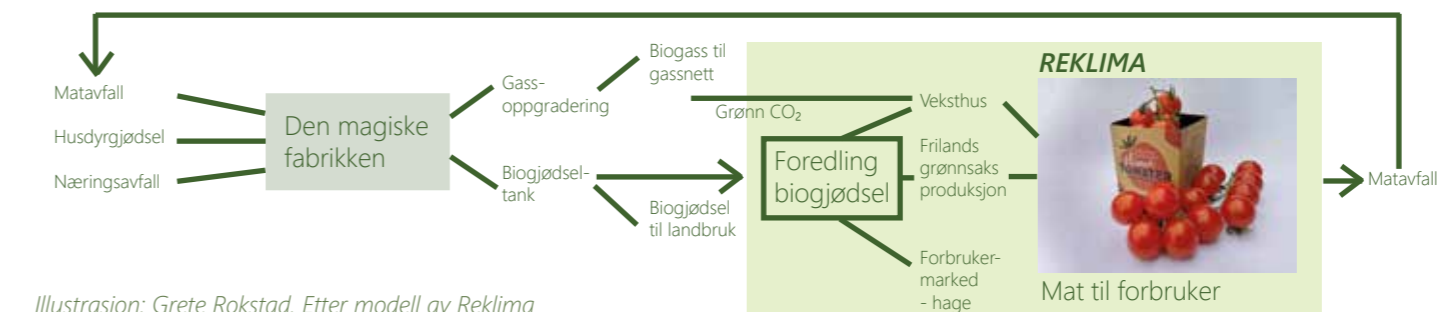 Matavfall
Husdyrgjødsel
Næringsavfall
Den magiske
fabrikken
Gass-
oppgradering
Biogass til
gassnett
Biogjødsel-
tank
Biogjødsel
til landbruk
Grønn CO₂
Foredling
biogjødsel
Veksthus
Frilands
grønnsaks
produksjon
Forbruker-
marked
- hage
REKLIMA
Mat til forbruker
Matavfall
Illustrasjon: Grete Rokstad. Etter modell av Reklima